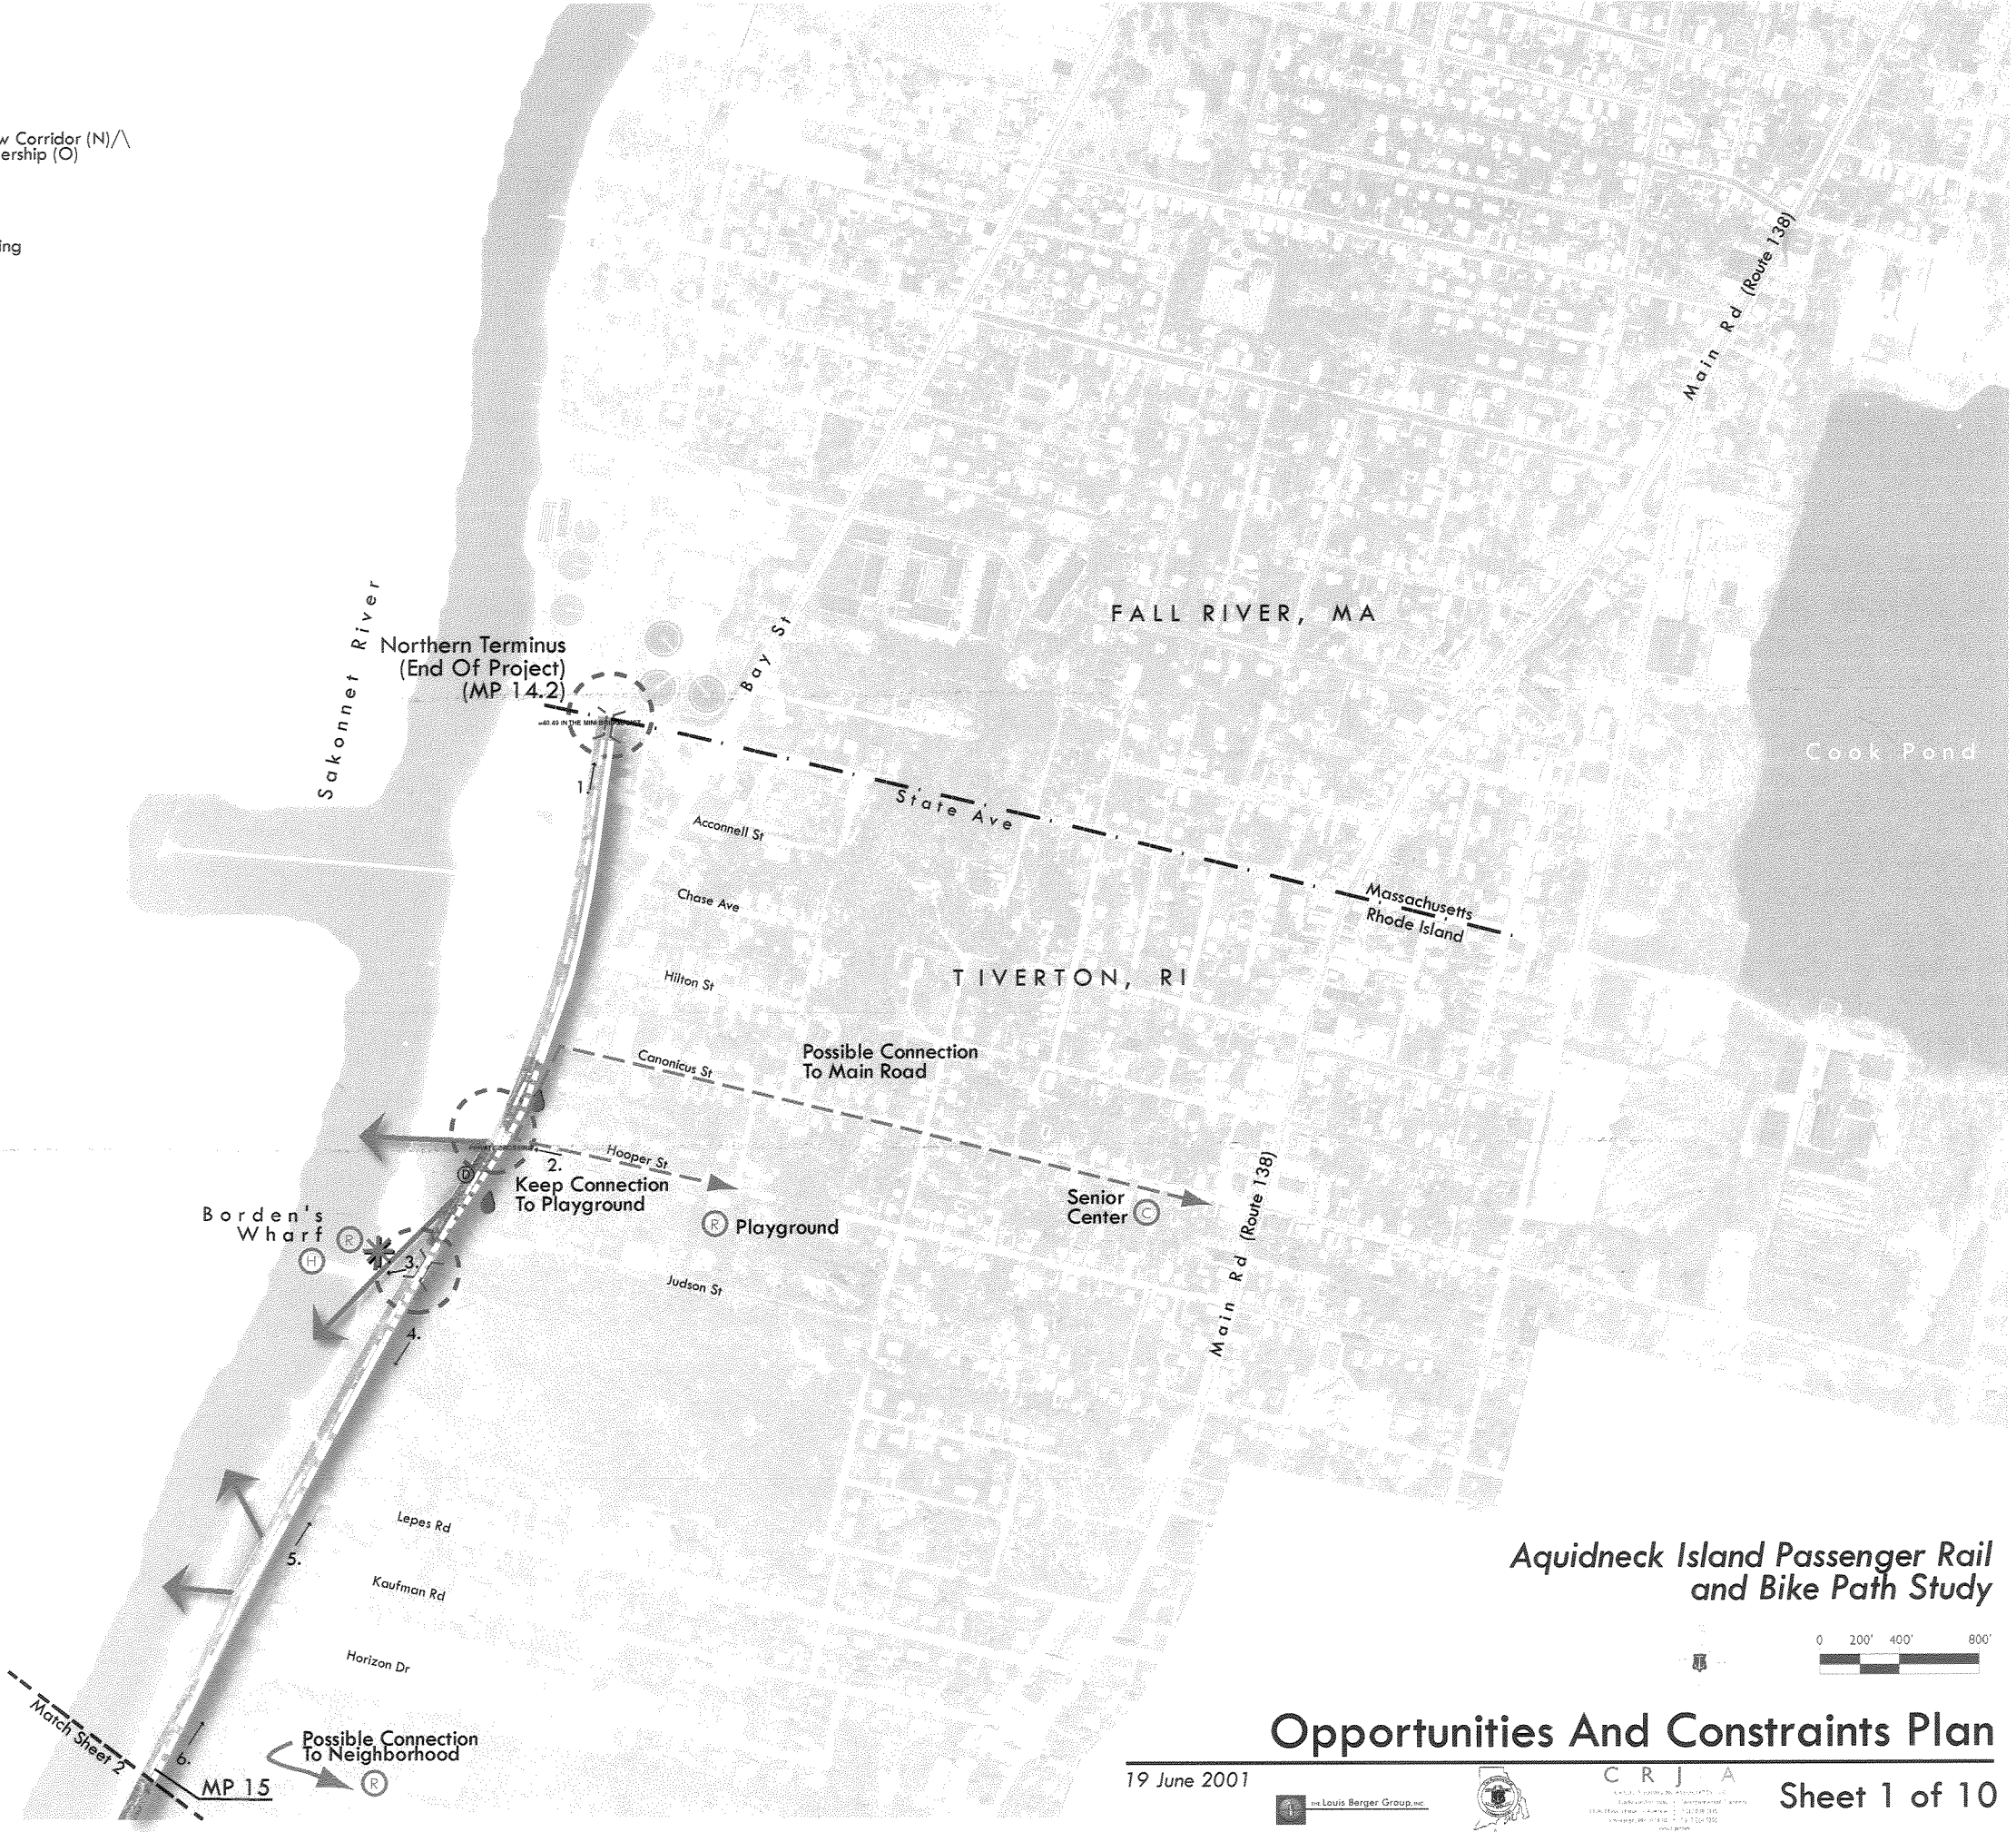 w Corridor (N)/\
ership (O)
ing
Main Rd (Route 138)
Sakonnet River
Northern Terminus
(End Of Project)
(MP 14.2)
Bay St
FALL RIVER, MA
Cook Pond
1.
State Ave
Acconnell St
Massachusetts
Rhode Island
Chase Ave
TIVERTON, RI
Hilton St
Canonicus St
Possible Connection
To Main Road
Hooper St
2.
D
Keep Connection
To Playground
Senior
Center C
Main Rd (Route 138)
Borden's
Wharf
R
H
R Playground
3.
Judson St
4.
Lepes Rd
5.
Kaufman Rd
Horizon Dr
Match Sheet 2
6.
MP 15
Possible Connection
To Neighborhood
R
Aquidneck Island Passenger Rail
and Bike Path Study
0 200' 400' 800'
Opportunities And Constraints Plan
19 June 2001
THE Louis Berger Group, INC.
C R J A
Sheet 1 of 10